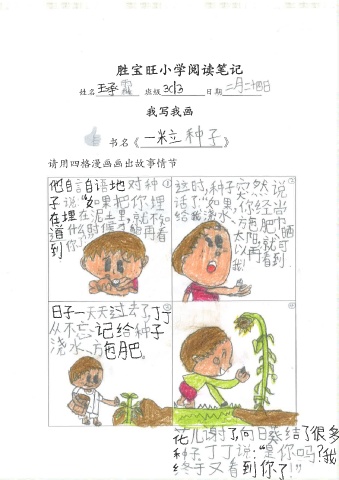 胜宝旺小学阅读笔记
姓名 王承霖 班级 3C13 日期 二月二十四日
我写我画
书名《一粒种子》
请用四格漫画画出故事情节
他自言自语地对种
子说:"如果把你埋
在泥土里,就不知
道什么时候才能再看
到你了。
这时,种子突然说
话了:"如果你经常
给我浇水、施肥、晒
太阳,就可
以再看到
我!
日子一天天过去了,丁丁
从不忘记给种子
浇水、施肥。
花儿谢了,向日葵结了很多
种子。丁丁说:"是你吗?我
终于又看到你了!"